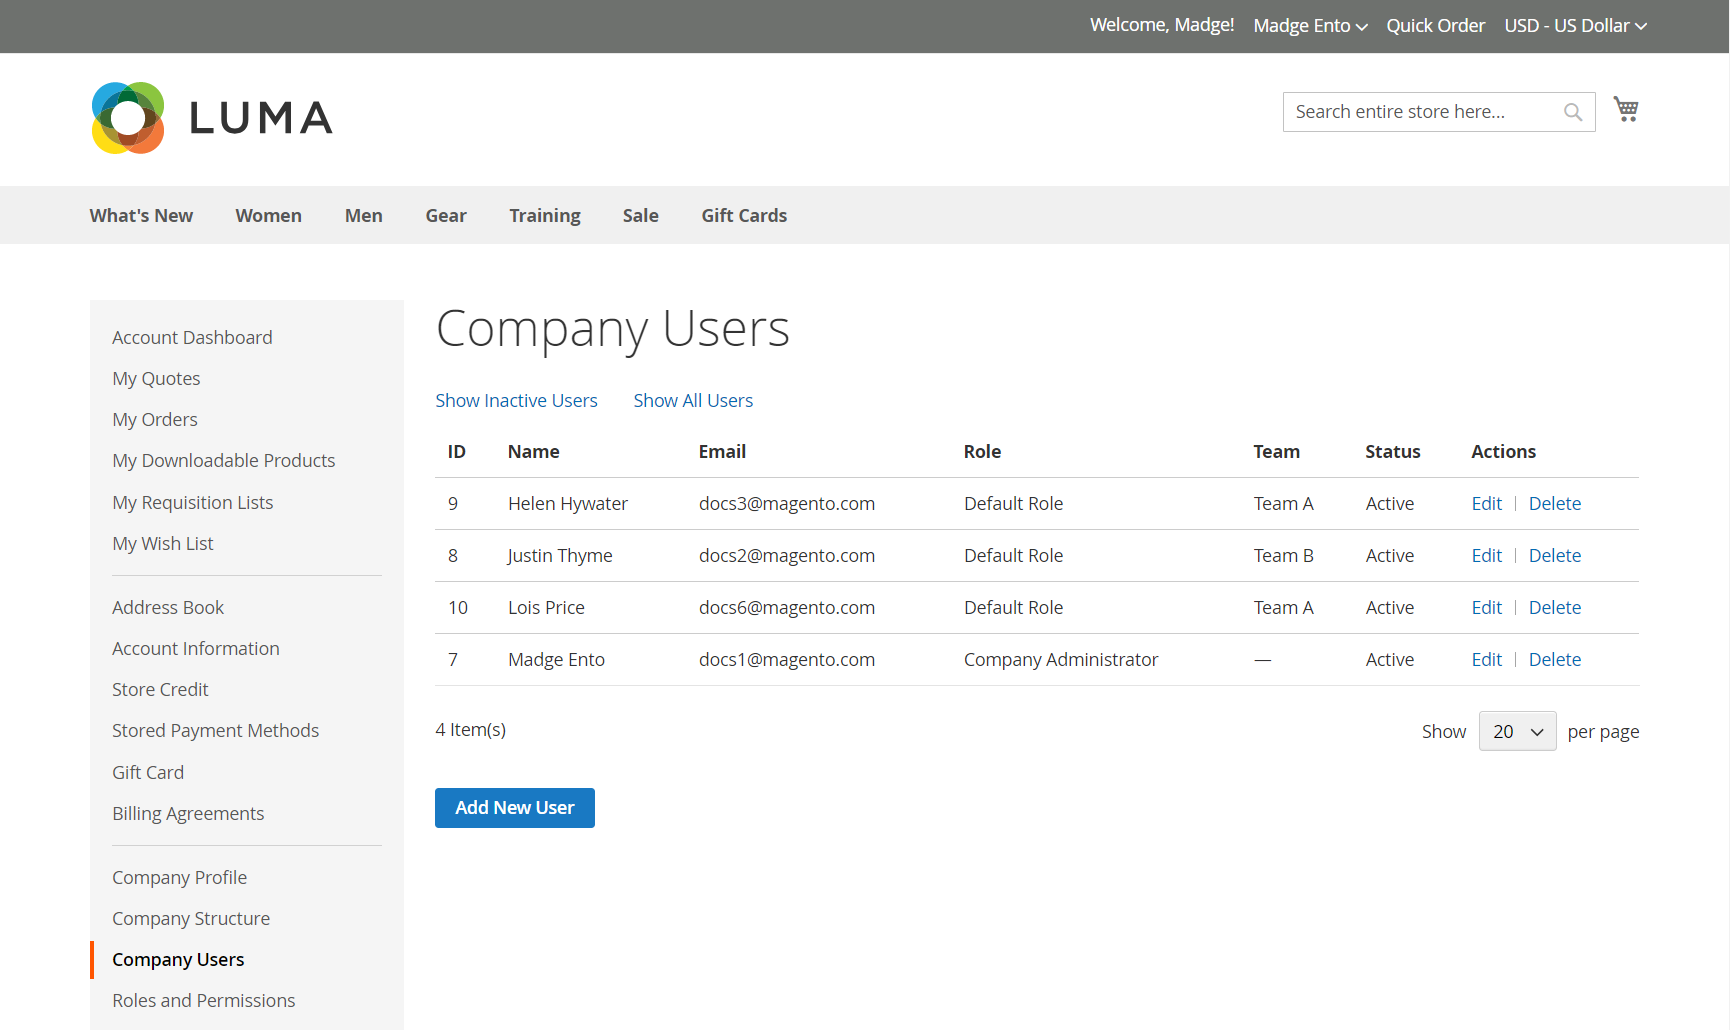 Welcome, Madge! Madge Ento Quick Order USD - US Dollar
LUMA
Search entire store here...
What's New Women Men Gear Training Sale Gift Cards
Account Dashboard
My Quotes
My Orders
My Downloadable Products
My Requisition Lists
My Wish List
Address Book
Account Information
Store Credit
Stored Payment Methods
Gift Card
Billing Agreements
Company Profile
Company Structure
Company Users
Roles and Permissions
Company Users
Show Inactive Users Show All Users
ID Name Email Role Team Status Actions
9 Helen Hywater docs3@magento.com Default Role Team A Active Edit | Delete
8 Justin Thyme docs2@magento.com Default Role Team B Active Edit | Delete
10 Lois Price docs6@magento.com Default Role Team A Active Edit | Delete
7 Madge Ento docs1@magento.com Company Administrator — Active Edit | Delete
4 Item(s)
Show 20 per page
Add New User